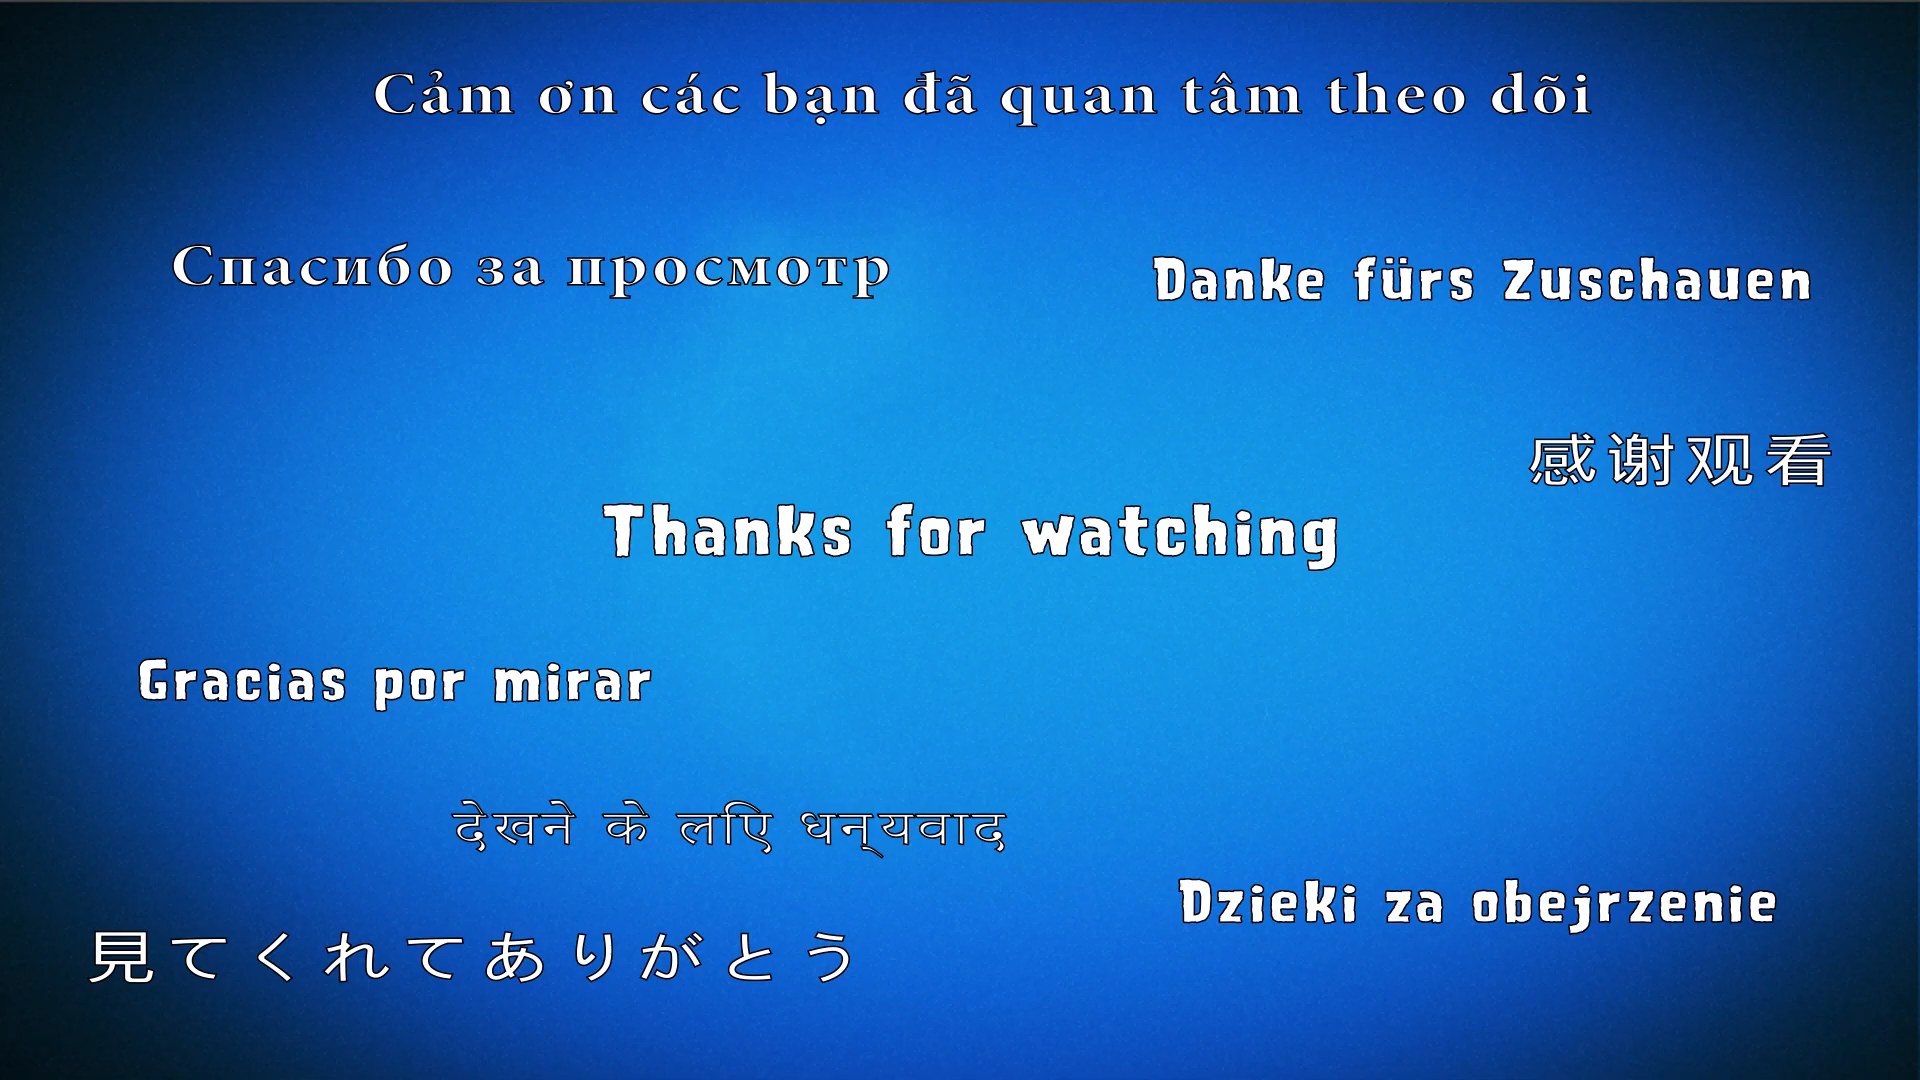 Cảm ơn các bạn đã quan tâm theo dõi
Спасибо за просмотр
Danke fürs Zuschauen
感谢观看
Thanks for watching
Gracias por mirar
देखने के लिए धन्यवाद
Dzieki za obejrzenie
見てくれてありがとう